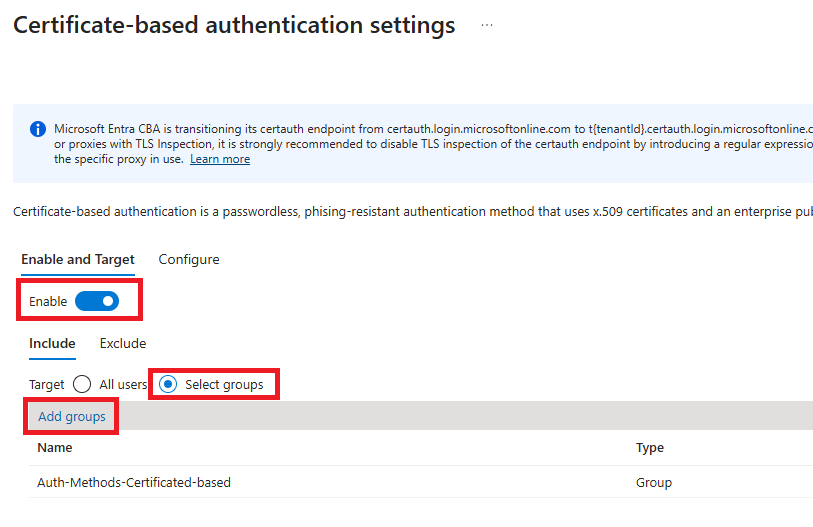 Certificate-based authentication settings ...
Microsoft Entra CBA is transitioning its certauth endpoint from certauth.login.microsoftonline.com to t{tenantId}.certauth.login.microsoftonline.c
or proxies with TLS Inspection, it is strongly recommended to disable TLS inspection of the certauth endpoint by introducing a regular expressio
the specific proxy in use. Learn more
Certificate-based authentication is a passwordless, phising-resistant authentication method that uses x.509 certificates and an enterprise pub
Enable and Target Configure
Enable
Include Exclude
Target All users Select groups
Add groups
Name Type
Auth-Methods-Certificated-based Group